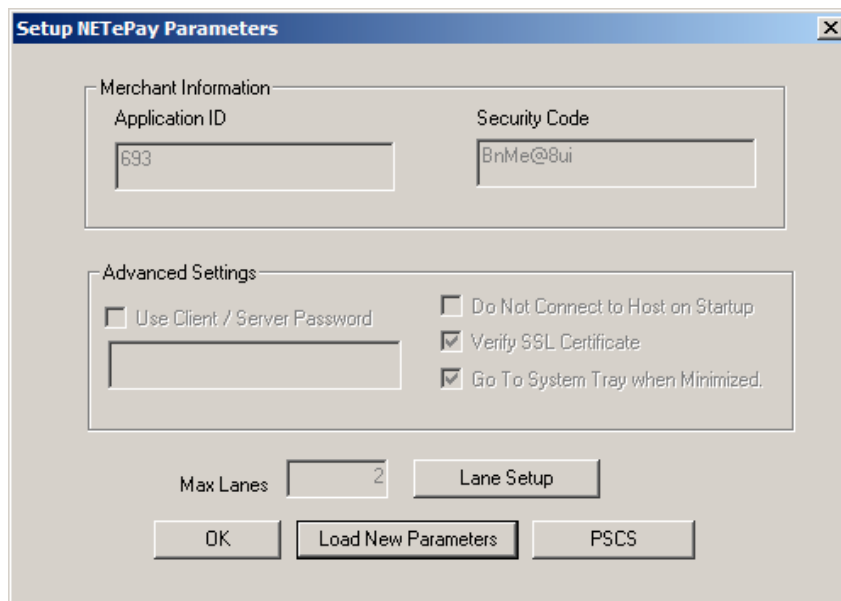 Setup NETePay Parameters
Merchant Information
Application ID
Security Code
693
BnMe@8ui
Advanced Settings
Use Client / Server Password
Do Not Connect to Host on Startup
Verify SSL Certificate
Go To System Tray when Minimized.
Max Lanes
2
Lane Setup
OK
Load New Parameters
PSCS